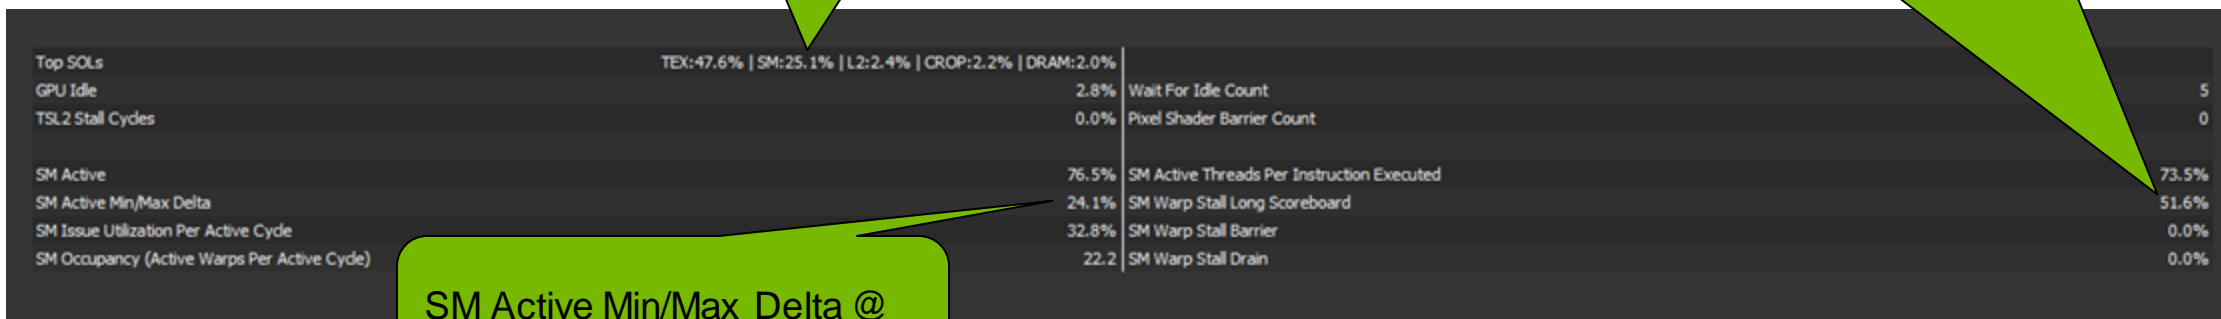 Top SOLs TEX:47.6% | SM:25.1% | L2:2.4% | CROP:2.2% | DRAM:2.0%
GPU Idle 2.8% Wait For Idle Count 5
TSL2 Stall Cycles 0.0% Pixel Shader Barrier Count 0
SM Active 76.5% SM Active Threads Per Instruction Executed 73.5%
SM Active Min/Max Delta 24.1% SM Warp Stall Long Scoreboard 51.6%
SM Issue Utilization Per Active Cycle 32.8% SM Warp Stall Barrier 0.0%
SM Occupancy (Active Warps Per Active Cycle) 22.2 SM Warp Stall Drain 0.0%
SM Active Min/Max Delta @